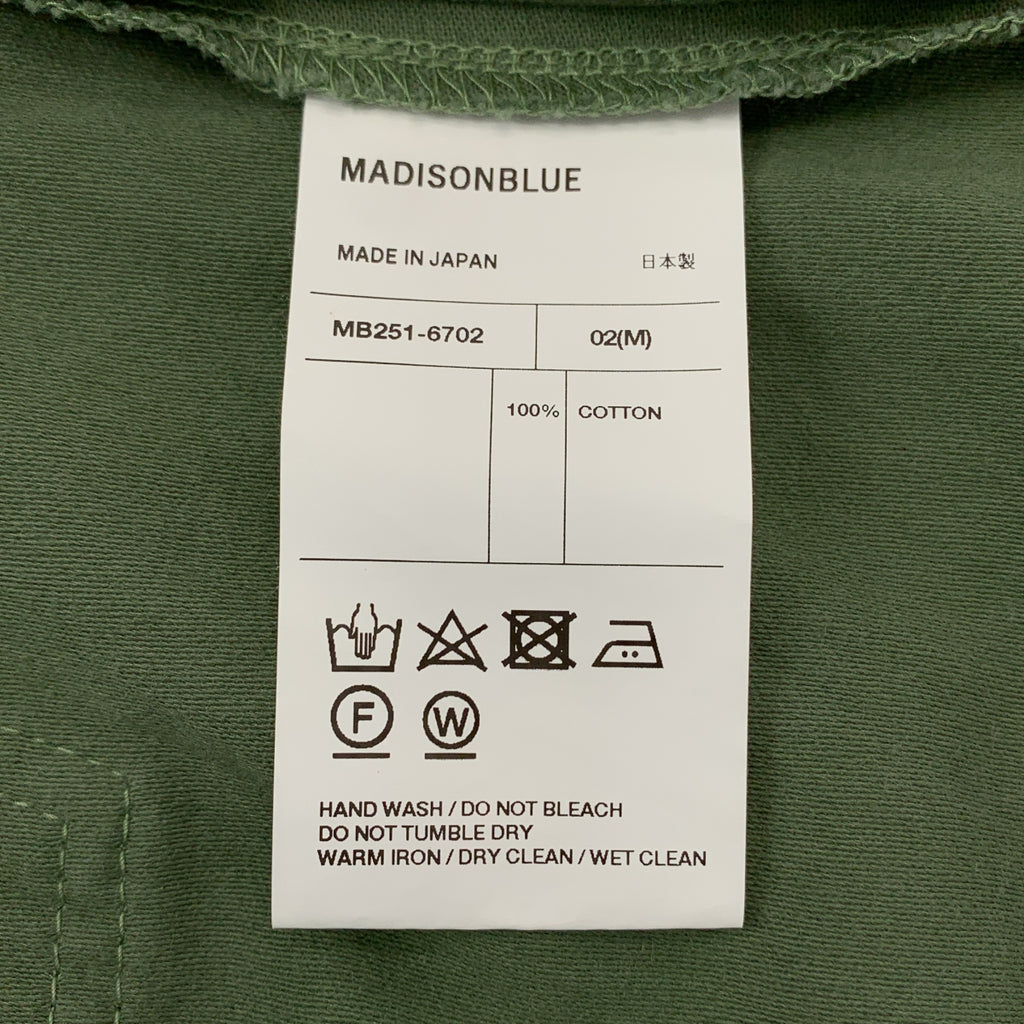 MADISONBLUE
MADE IN JAPAN 日本製
MB251-6702 02(M)
100% COTTON
F W
HAND WASH / DO NOT BLEACH
DO NOT TUMBLE DRY
WARM IRON / DRY CLEAN / WET CLEAN